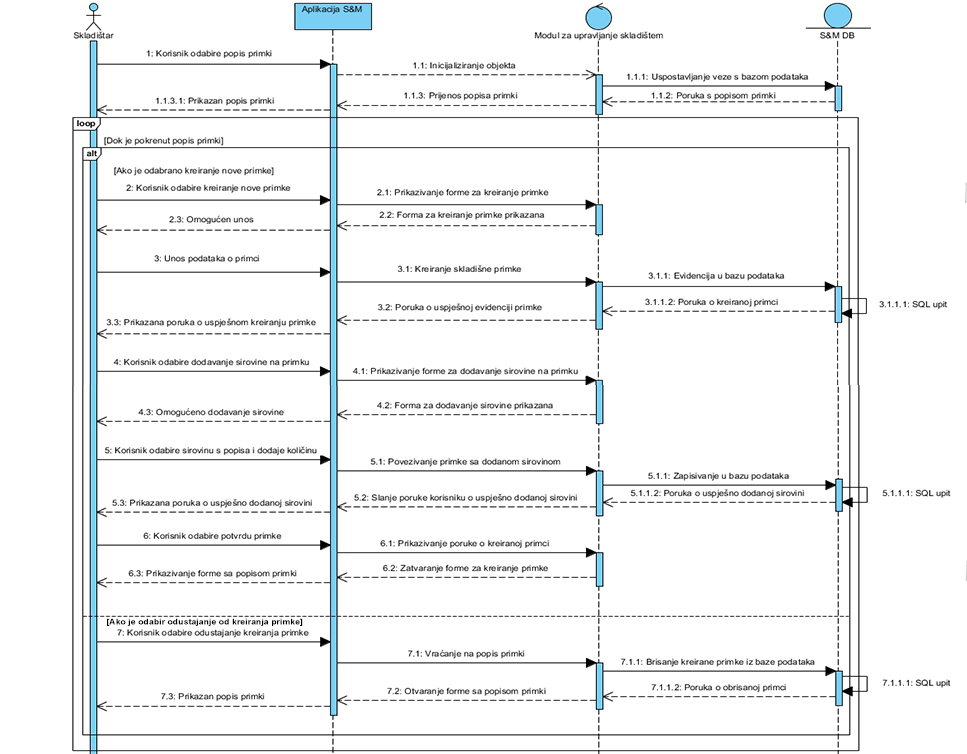 Aplikacija S&M
Skladištar
Modul za upravljanje skladištem
S&M DB
1: Korisnik odabire popis primki
1.1: Inicijaliziranje objekta
1.1.1: Uspostavljanje veze s bazom podataka
1.1.2: Poruka s popisom primki
1.1.3: Prijenos popisa primki
1.1.3.1: Prikazan popis primki
loop
[Dok je pokrenut popis primki]
alt
[Ako je odabrano kreiranje nove primke]
2: Korisnik odabire kreiranje nove primke
2.1: Prikazivanje forme za kreiranje primke
2.2: Forma za kreiranje primke prikazana
2.3: Omogućen unos
3: Unos podataka o primci
3.1: Kreiranje skladišne primke
3.1.1: Evidencija u bazu podataka
3.1.1.1: SQL upit
3.1.1.2: Poruka o kreiranoj primci
3.2: Poruka o uspješnoj evidenciji primke
3.3: Prikazana poruka o uspješnom kreiranju primke
4: Korisnik odabire dodavanje sirovine na primku
4.1: Prikazivanje forme za dodavanje sirovine na primku
4.2: Forma za dodavanje sirovine prikazana
4.3: Omogućeno dodavanje sirovine
5: Korisnik odabire sirovinu s popisa i dodaje količinu
5.1: Povezivanje primke sa dodanom sirovinom
5.1.1: Zapisivanje u bazu podataka
5.1.1.1: SQL upit
5.1.1.2: Poruka o uspješno dodanoj sirovini
5.2: Slanje poruke korisniku o uspješno dodanoj sirovini
5.3: Prikazana poruka o uspješno dodanoj sirovini
6: Korisnik odabire potvrdu primke
6.1: Prikazivanje poruke o kreiranoj primci
6.2: Zatvaranje forme za kreiranje primke
6.3: Prikazivanje forme sa popisom primki
[Ako je odabir odustajanje od kreiranja primke]
7: Korisnik odabire odustajanje kreiranja primke
7.1: Vraćanje na popis primki
7.1.1: Brisanje kreirane primke iz baze podataka
7.1.1.1: SQL upit
7.1.1.2: Poruka o obrisanoj primci
7.2: Otvaranje forme sa popisom primki
7.3: Prikazan popis primki